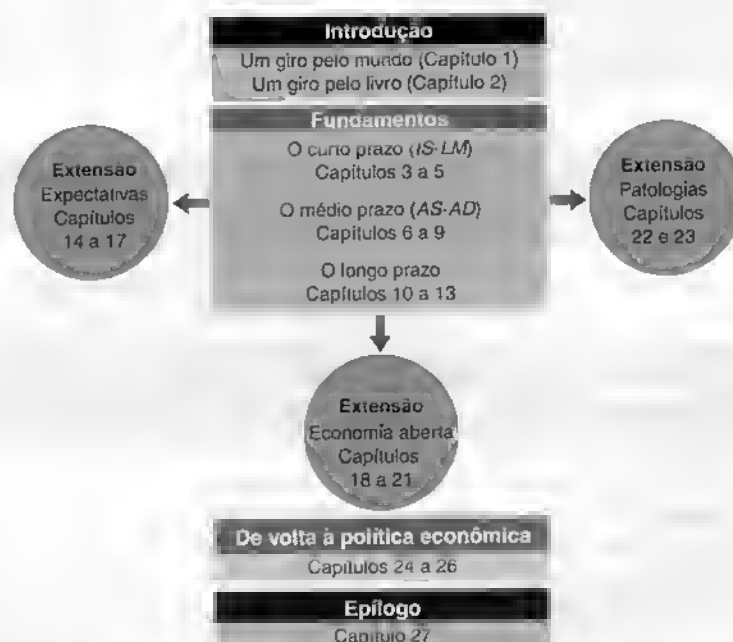 Introdução
Um giro pelo mundo (Capítulo 1)
Um giro pelo livro (Capítulo 2)
Fundamentos
O curto prazo (IS-LM)
Capítulos 3 a 5
O médio prazo (AS-AD)
Capítulos 6 a 9
O longo prazo
Capítulos 10 a 13
Extensão
Expectativas
Capítulos
14 a 17
Extensão
Patologias
Capítulos
22 e 23
Extensão
Economia aberta
Capítulos
18 a 21
De volta à política econômica
Capítulos 24 a 26
Epílogo
Capítulo 27